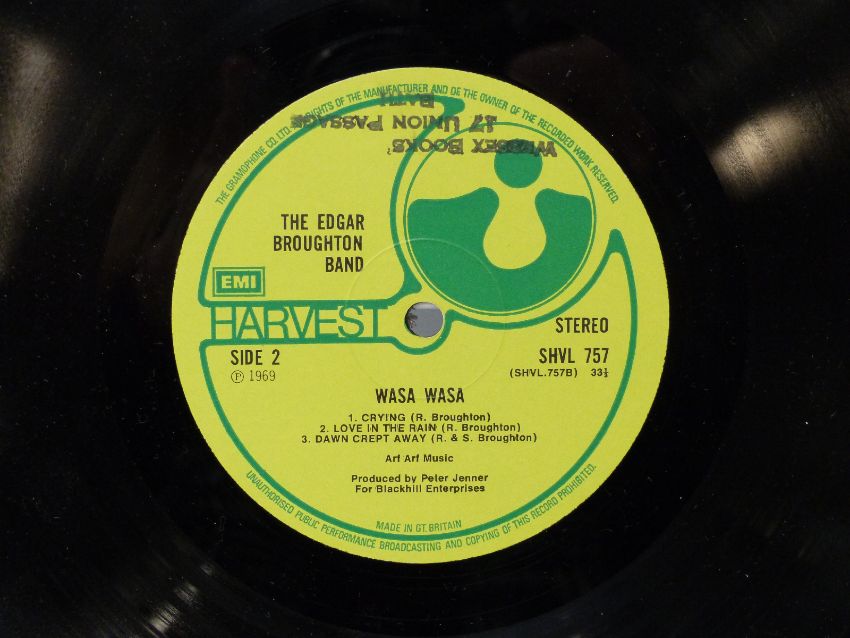 THE GRAMOPHONE CO. LTD. RIGHTS OF THE MANUFACTURER AND OF THE OWNER OF THE RECORDED WORK RESERVED.
WESSEX BOOKS,
17 UNION PASSAGE
BATH
THE EDGAR
BROUGHTON
BAND
EMI
HARVEST
STEREO
SIDE 2
SHVL 757
℗ 1969
(SHVL.757B) 33⅓
WASA WASA
1. CRYING (R. Broughton)
2. LOVE IN THE RAIN (R. Broughton)
3. DAWN CREPT AWAY (R. & S. Broughton)
Arf Arf Music
Produced by Peter Jenner
For Blackhill Enterprises
MADE IN GT. BRITAIN
UNAUTHORISED PUBLIC PERFORMANCE BROADCASTING AND COPYING OF THIS RECORD PROHIBITED.